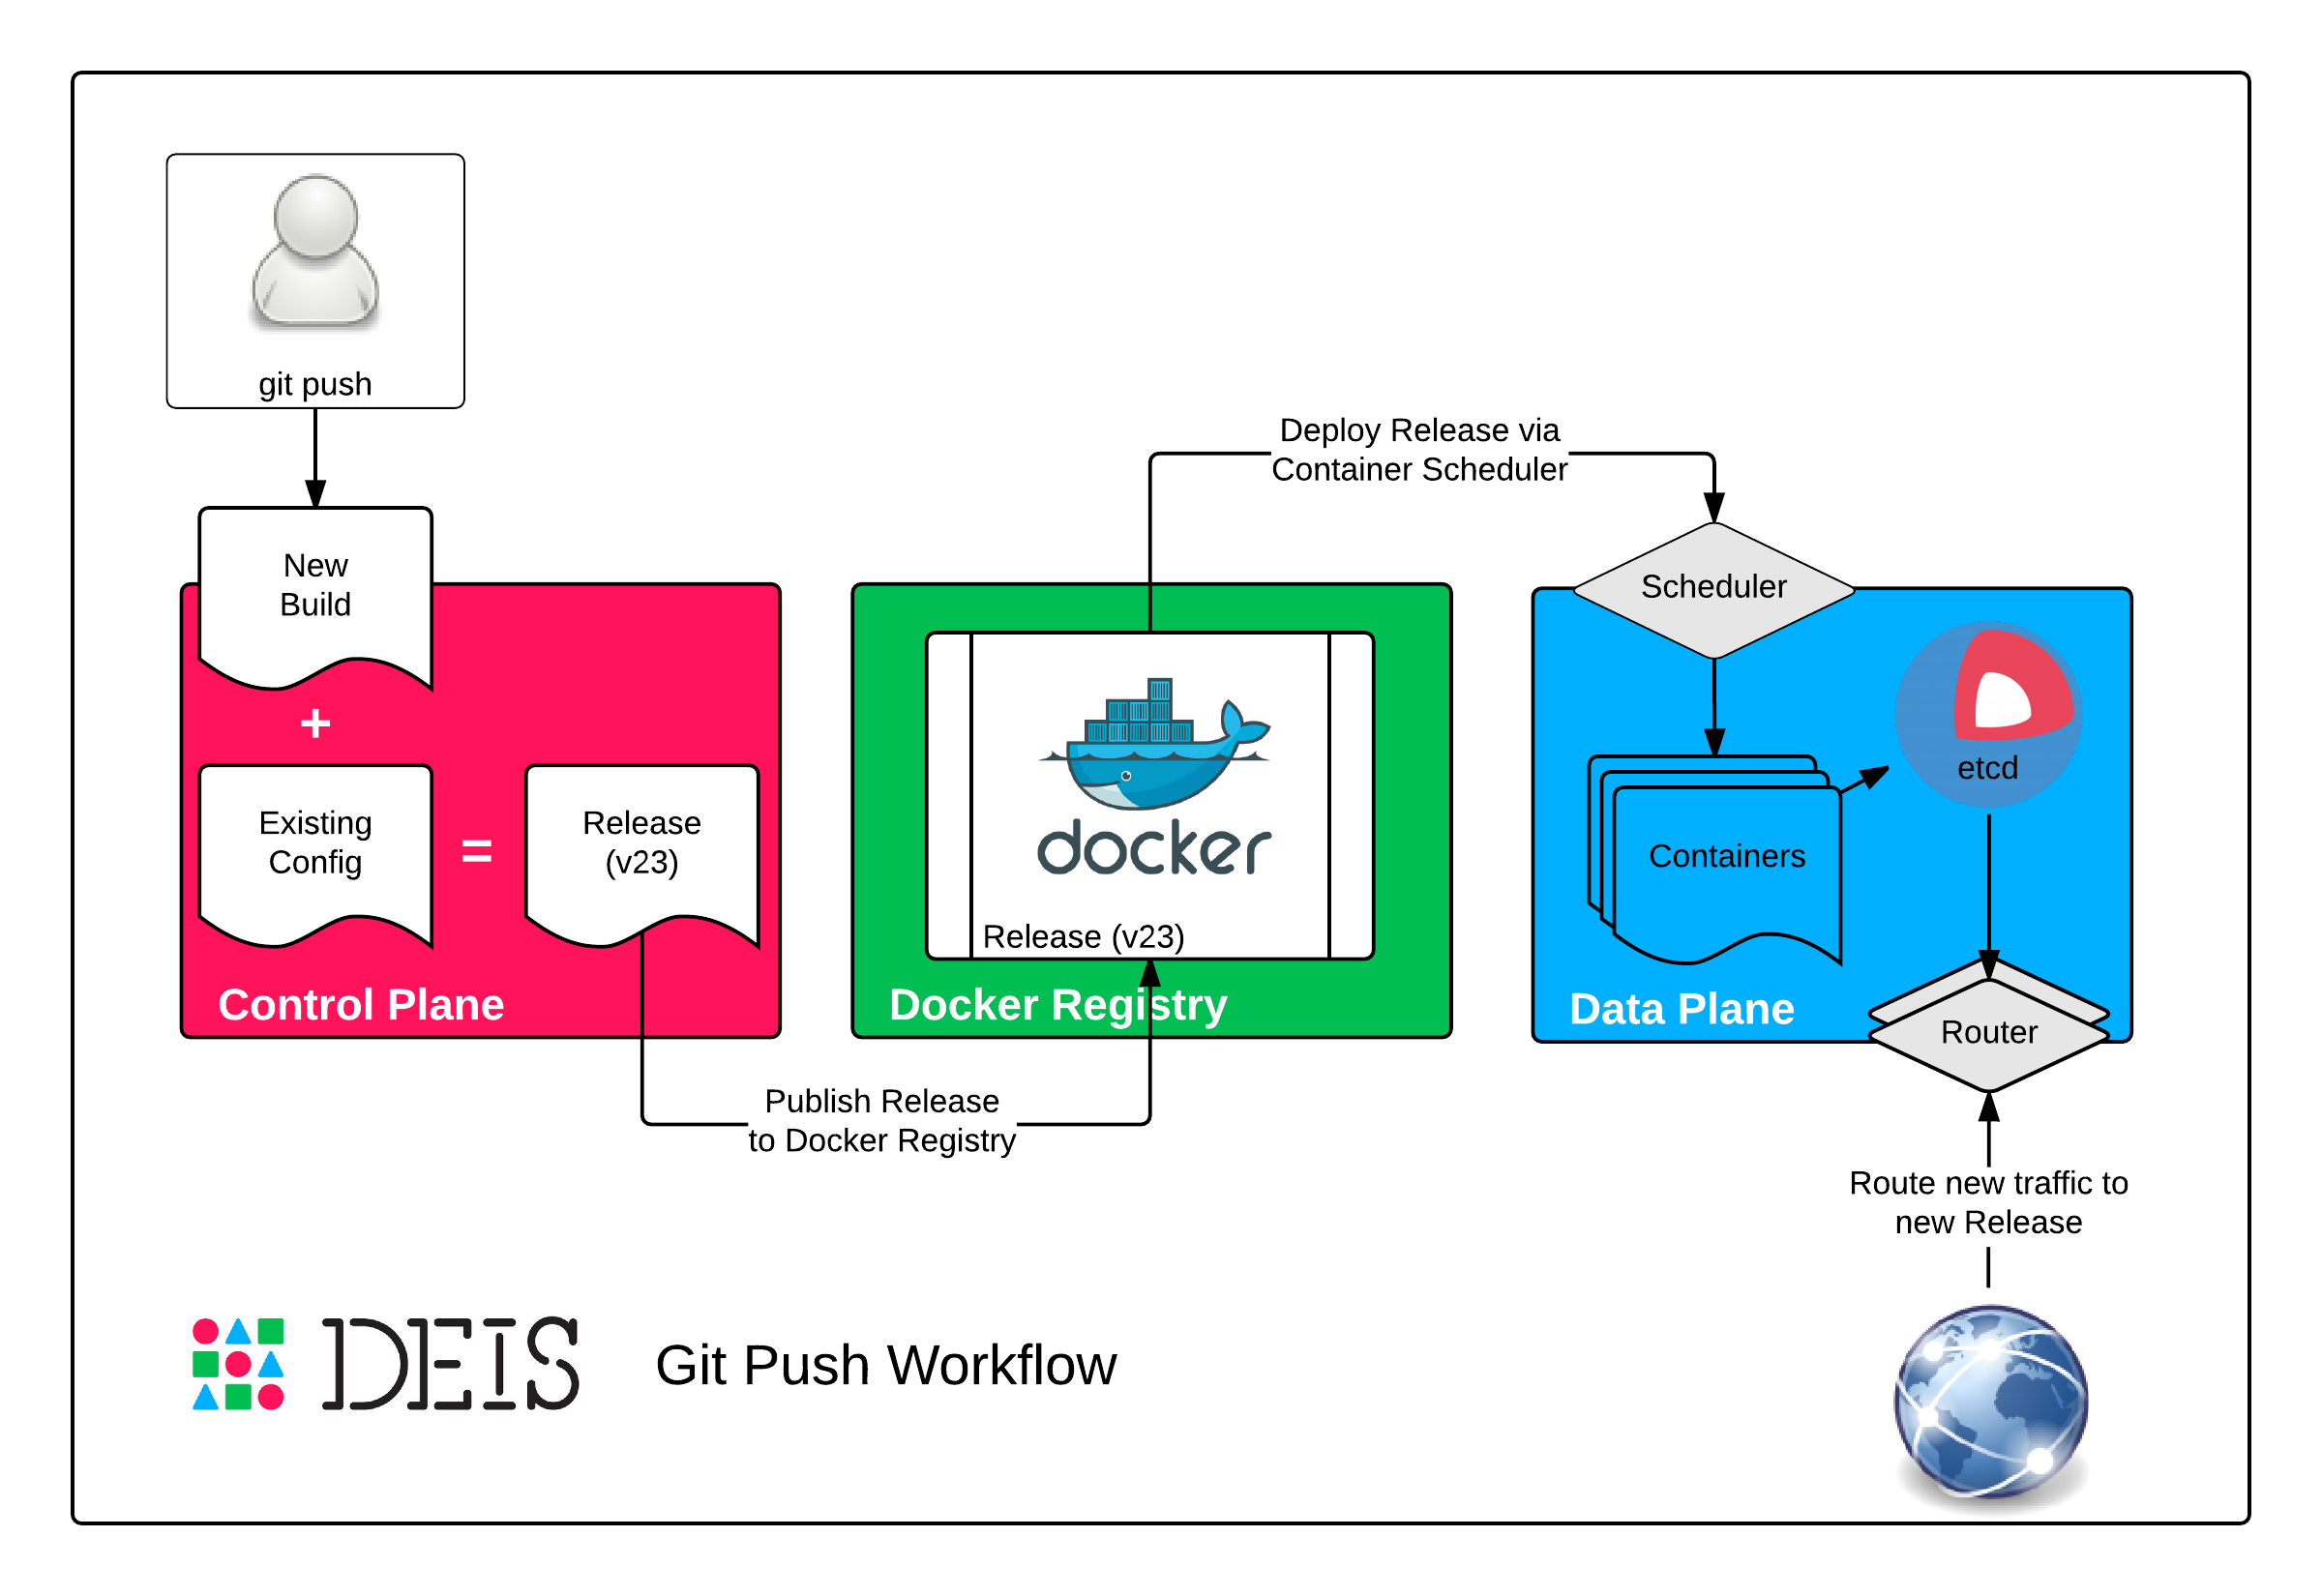 git push
New
Build
+
Existing
Config
=
Release
(v23)
Control Plane
Publish Release
to Docker Registry
docker
Release (v23)
Docker Registry
Deploy Release via
Container Scheduler
Scheduler
Containers
etcd
Data Plane
Router
Route new traffic to
new Release
DEIS
Git Push Workflow